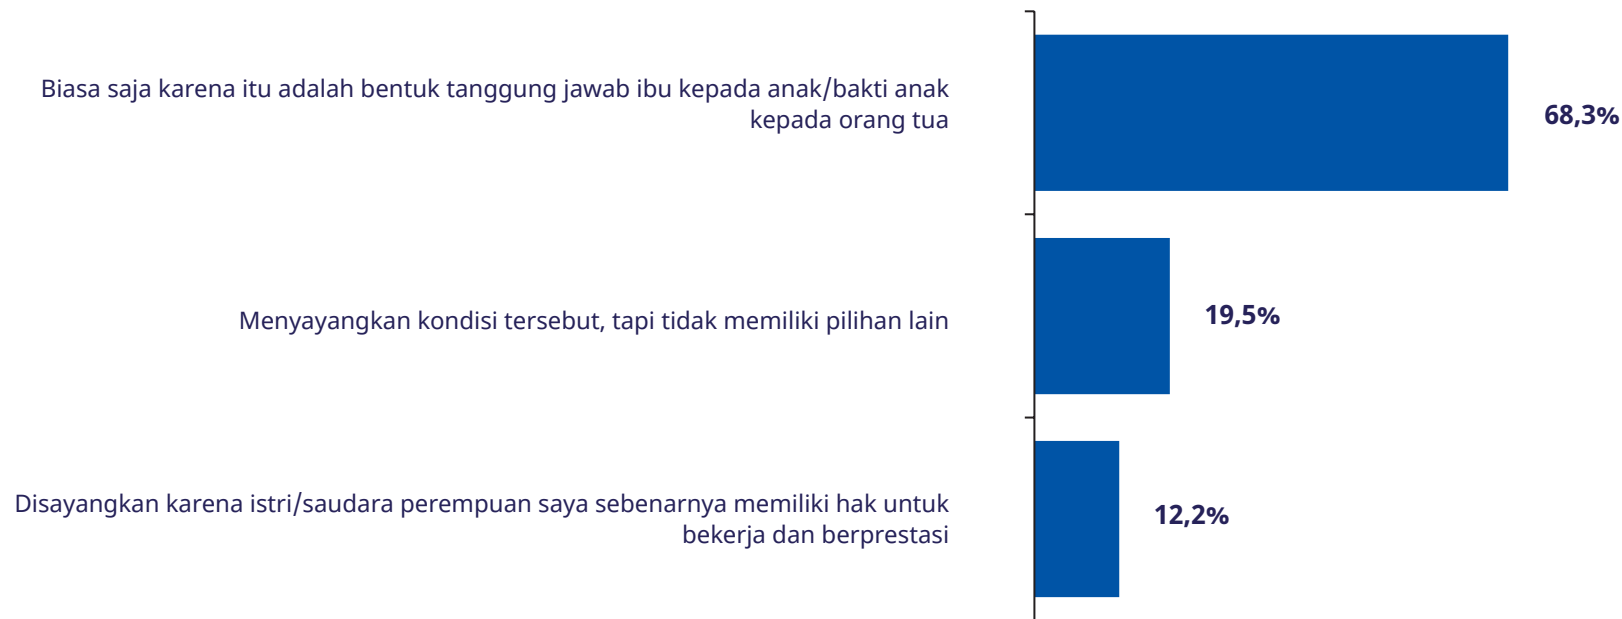 Biasa saja karena itu adalah bentuk tanggung jawab ibu kepada anak/bakti anak
kepada orang tua
68,3%
Menyayangkan kondisi tersebut, tapi tidak memiliki pilihan lain
19,5%
Disayangkan karena istri/saudara perempuan saya sebenarnya memiliki hak untuk
bekerja dan berprestasi
12,2%